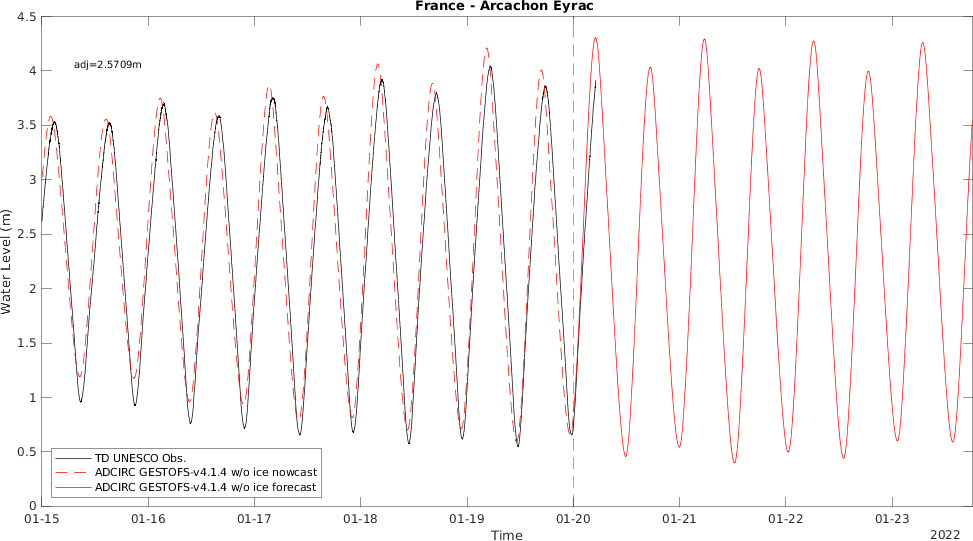 France - Arcachon Eyrac
4.5
4
3.5
3
2.5
2
1.5
1
0.5
0
Water Level (m)
adj=2.5709m
TD UNESCO Obs.
ADCIRC GESTOFS-v4.1.4 w/o ice nowcast
ADCIRC GESTOFS-v4.1.4 w/o ice forecast
01-15 01-16 01-17 01-18 01-19 01-20 01-21 01-22 01-23
Time
2022